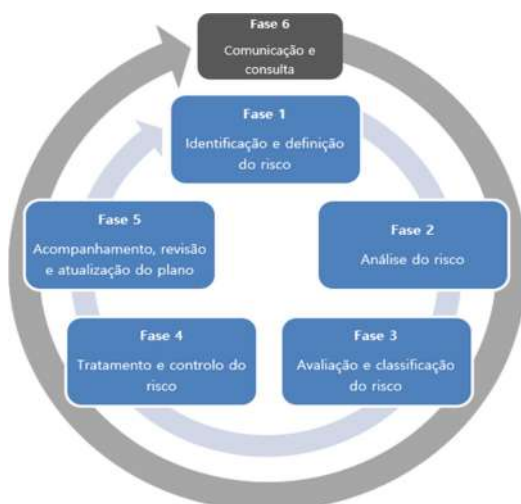 Fase 6
Comunicação e
consulta
Fase 1
Identificação e definição
do risco
Fase 2
Análise do risco
Fase 3
Avaliação e classificação
do risco
Fase 4
Tratamento e controlo do
risco
Fase 5
Acompanhamento, revisão
e atualização do plano